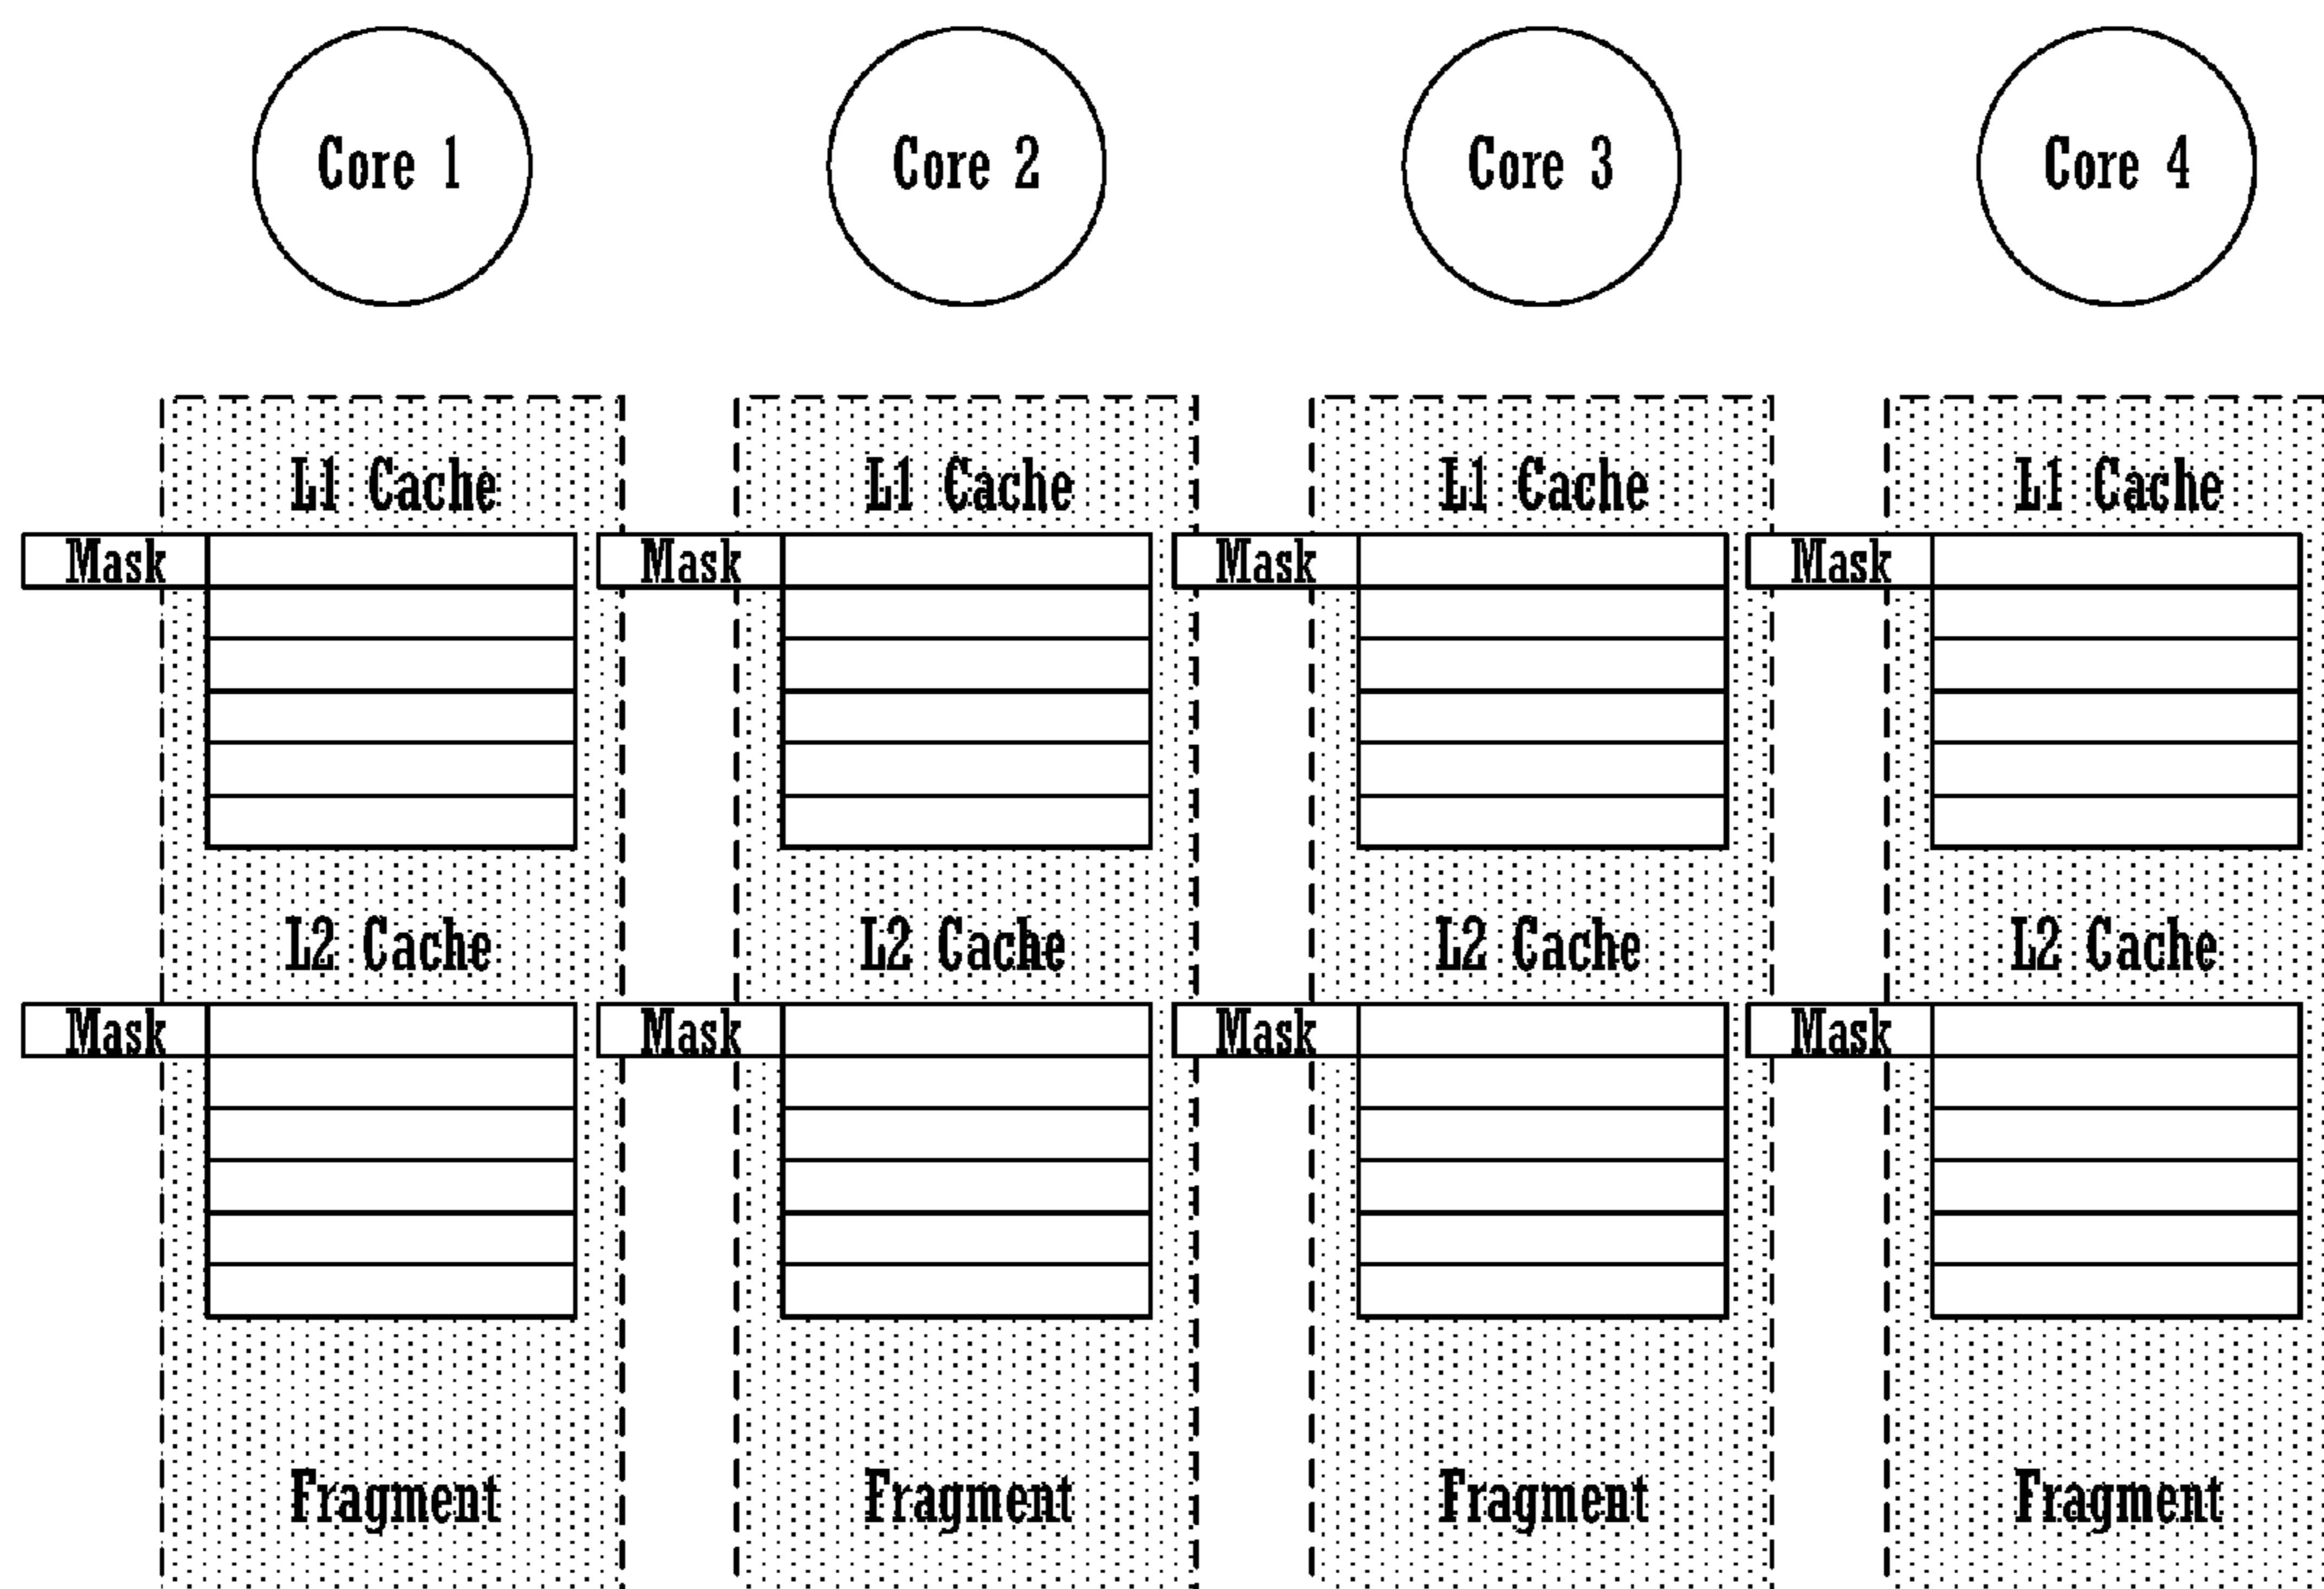 Core 1 Core 2 Core 3 Core 4
L1 Cache L1 Cache L1 Cache L1 Cache
Mask Mask Mask Mask
L2 Cache L2 Cache L2 Cache L2 Cache
Mask Mask Mask Mask
Fragment Fragment Fragment Fragment